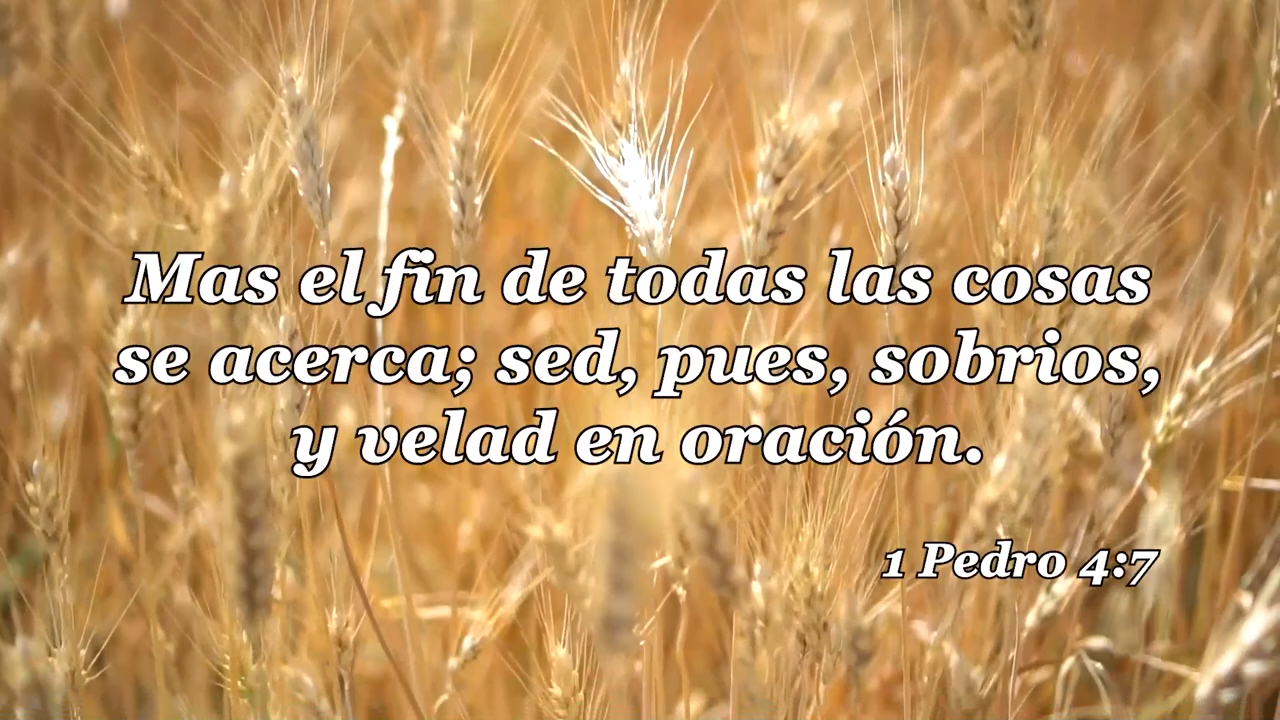 Mas el fin de todas las cosas
se acerca; sed, pues, sobrios,
y velad en oración.
1 Pedro 4:7